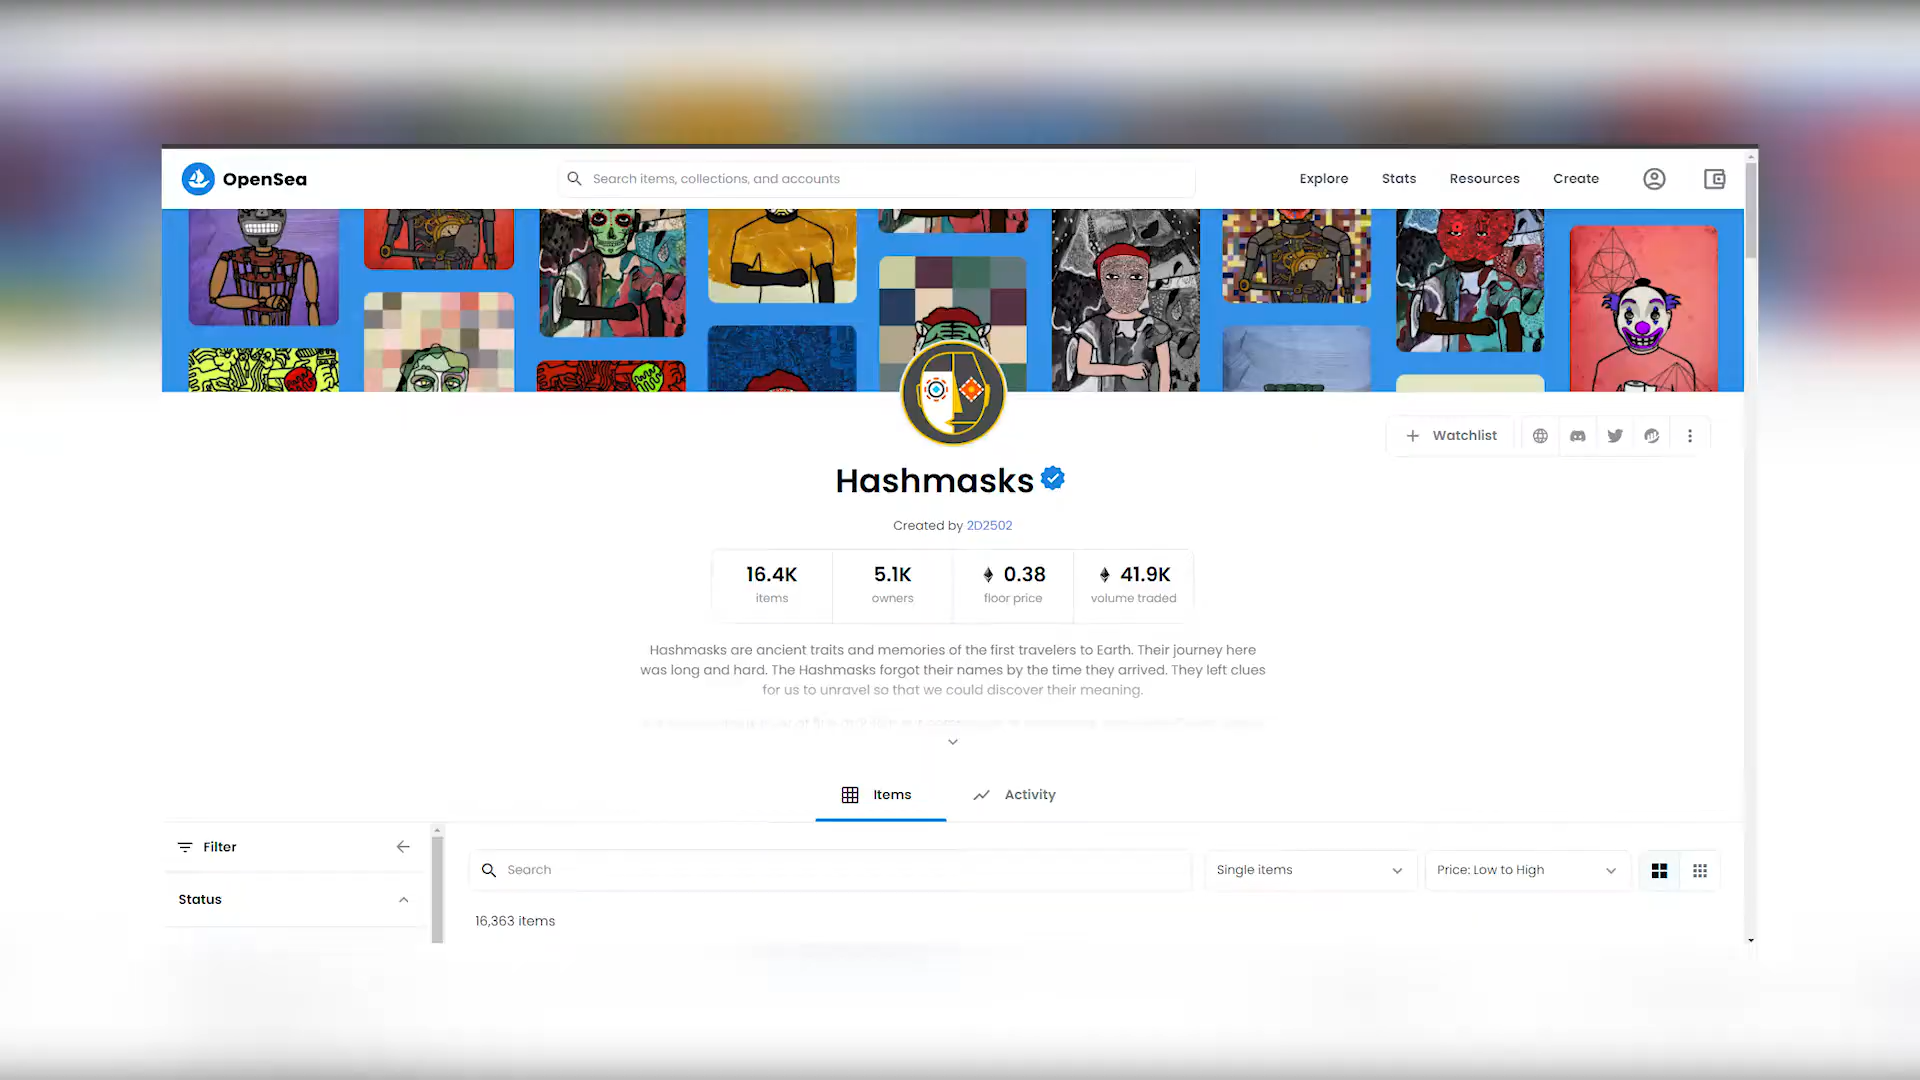 OpenSea
Search items, collections, and accounts
Explore
Stats
Resources
Create
Watchlist
Hashmasks
Created by 2D2502
16.4K
5.1K
0.38
41.9K
items
owners
floor price
volume traded
Hashmasks are ancient traits and memories of the first travelers to Earth. Their journey here
was long and hard. The Hashmasks forgot their names by the time they arrived. They left clues
for us to unravel so that we could discover their meaning.
Items
Activity
Filter
Search
Single items
Price: Low to High
Status
16,363 items